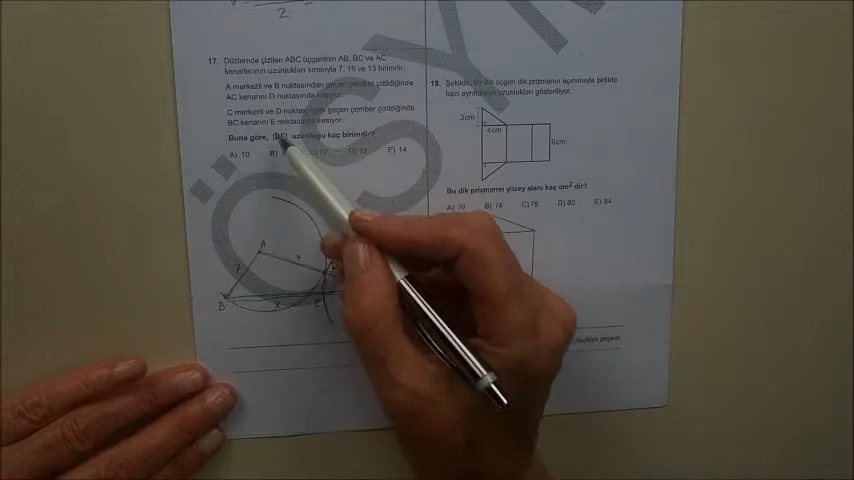 2
17. Düzlemde çizilen ABC üçgeninin AB, BC ve AC
kenarlarının uzunlukları sırasıyla 7, 18 ve 13 birimdir.
A merkezli ve B noktasından geçen çember çizildiğinde
AC kenarını D noktasında kesiyor.
C merkezli ve D noktasından geçen çember çizildiğinde
BC kenarını E noktasında kesiyor.
Buna göre, |BE| uzunluğu kaç birimdir?
A) 10 B) C) 12 D) 13 E) 14
A
7 7
B x E
ÖSYM
19. Şekilde, bir dik üçgen dik prizmanın açınımıyla birlikte
bazı ayrıtlarının uzunlukları gösteriliyor.
3cm
4cm
6cm
Bu dik prizmanın yüzey alanı kaç cm² dir?
A) 70 B) 74 C) 78 D) 80 E) 84
geçiniz.